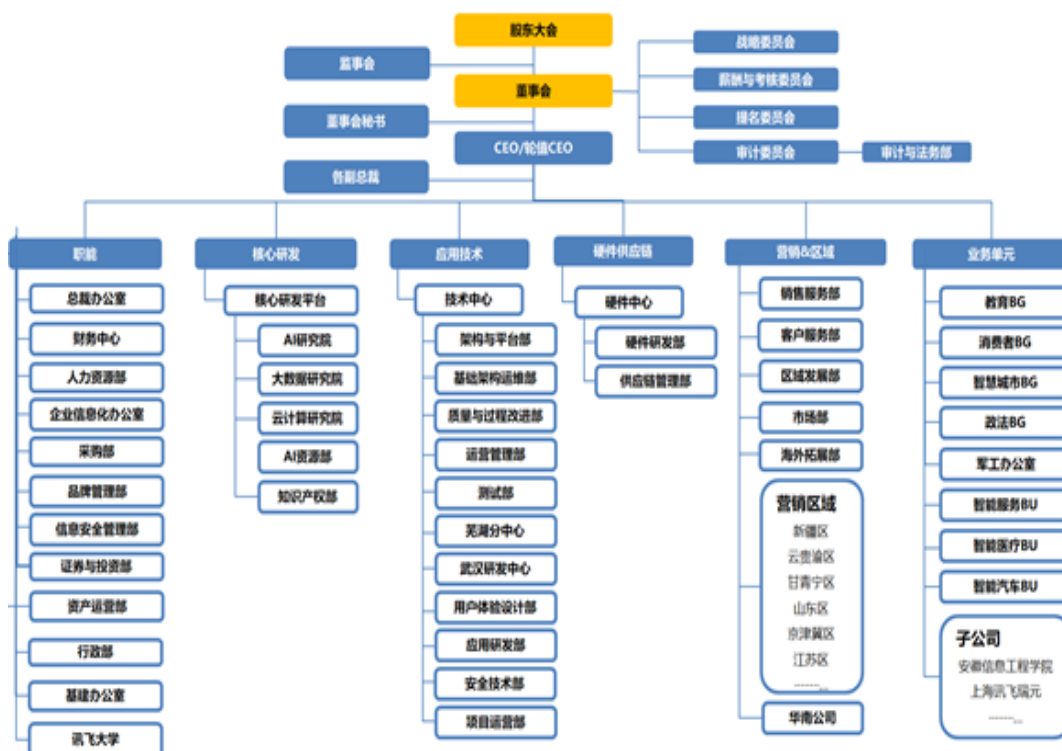 股东大会
监事会
董事会
战略委员会
薪酬与考核委员会
提名委员会
审计委员会
审计与法务部
董事会秘书
CEO/轮值CEO
各副总裁
职能
总裁办公室
财务中心
人力资源部
企业信息化办公室
采购部
品牌管理部
信息安全管理部
证券与投资部
资产运营部
行政部
基建办公室
讯飞大学
核心研发
核心研发平台
AI研究院
大数据研究院
云计算研究院
AI资源部
知识产权部
应用技术
技术中心
架构与平台部
基础架构运维部
质量与过程改进部
运营管理部
测试部
芜湖分中心
武汉研发中心
用户体验设计部
应用研发部
安全技术部
项目运营部
硬件供应链
硬件中心
硬件研发部
供应链管理部
营销&区域
销售服务部
客户服务部
区域发展部
市场部
海外拓展部
营销区域
新疆区
云贵渝区
甘青宁区
山东区
京津冀区
江苏区
------...
华南公司
业务单元
教育BG
消费者BG
智慧城市BG
政法BG
军工办公室
智能服务BU
智能医疗BU
智能汽车BU
子公司
安徽信息工程学院
上海讯飞瑞元
------...